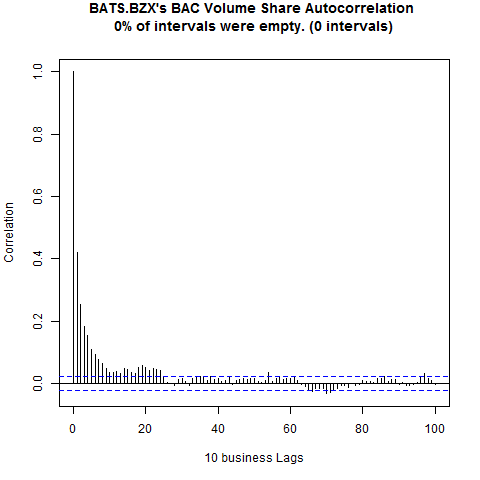 BATS.BZX's BAC Volume Share Autocorrelation
0% of intervals were empty. (0 intervals)
Correlation
1.0
0.8
0.6
0.4
0.2
0.0
0 20 40 60 80 100
10 business Lags